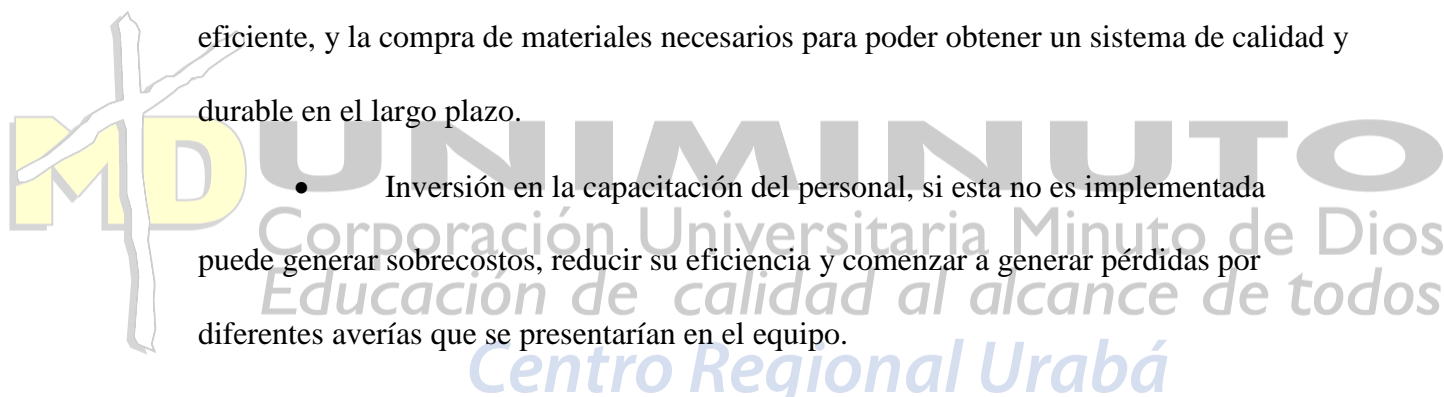 eficiente, y la compra de materiales necesarios para poder obtener un sistema de calidad y
durable en el largo plazo.
MD UNIMINUTO
• Inversión en la capacitación del personal, si esta no es implementada
Corporación Universitaria Minuto de Dios
puede generar sobrecostos, reducir su eficiencia y comenzar a generar pérdidas por
Educación de calidad al alcance de todos
diferentes averías que se presentarían en el equipo.
Centro Regional Urabá